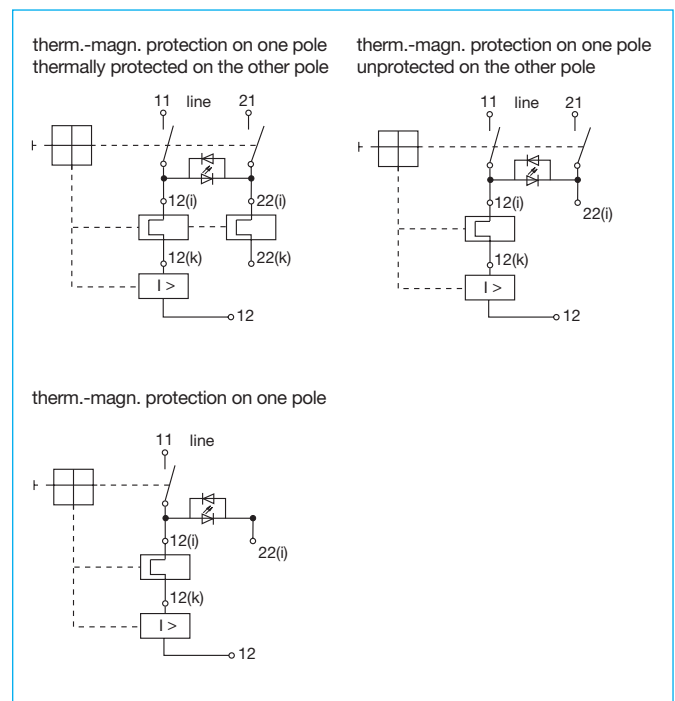 therm.-magn. protection on one pole
thermally protected on the other pole
11 line 21
12(i) 22(i)
12(k) 22(k)
I >
12
therm.-magn. protection on one pole
unprotected on the other pole
11 line 21
12(i)
22(i)
12(k)
I >
12
therm.-magn. protection on one pole
11 line
12(i)
22(i)
12(k)
I >
12